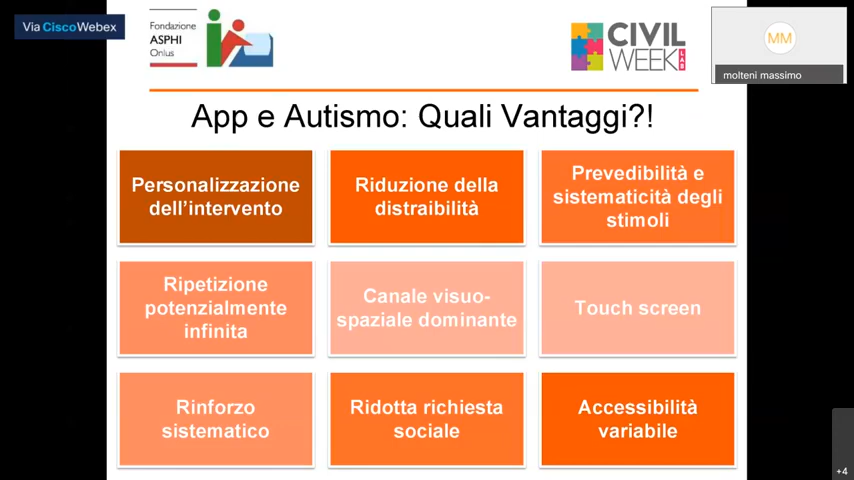 Via Cisco Webex
Fondazione
ASPHI
Onlus
CIVIL
WEEK
LAB
MM
molteni massimo
App e Autismo: Quali Vantaggi?!
Personalizzazione
dell'intervento
Riduzione della
distraibilità
Prevedibilità e
sistematicità degli
stimoli
Ripetizione
potenzialmente
infinita
Canale visuo-
spaziale dominante
Touch screen
Rinforzo
sistematico
Ridotta richiesta
sociale
Accessibilità
variabile
+4